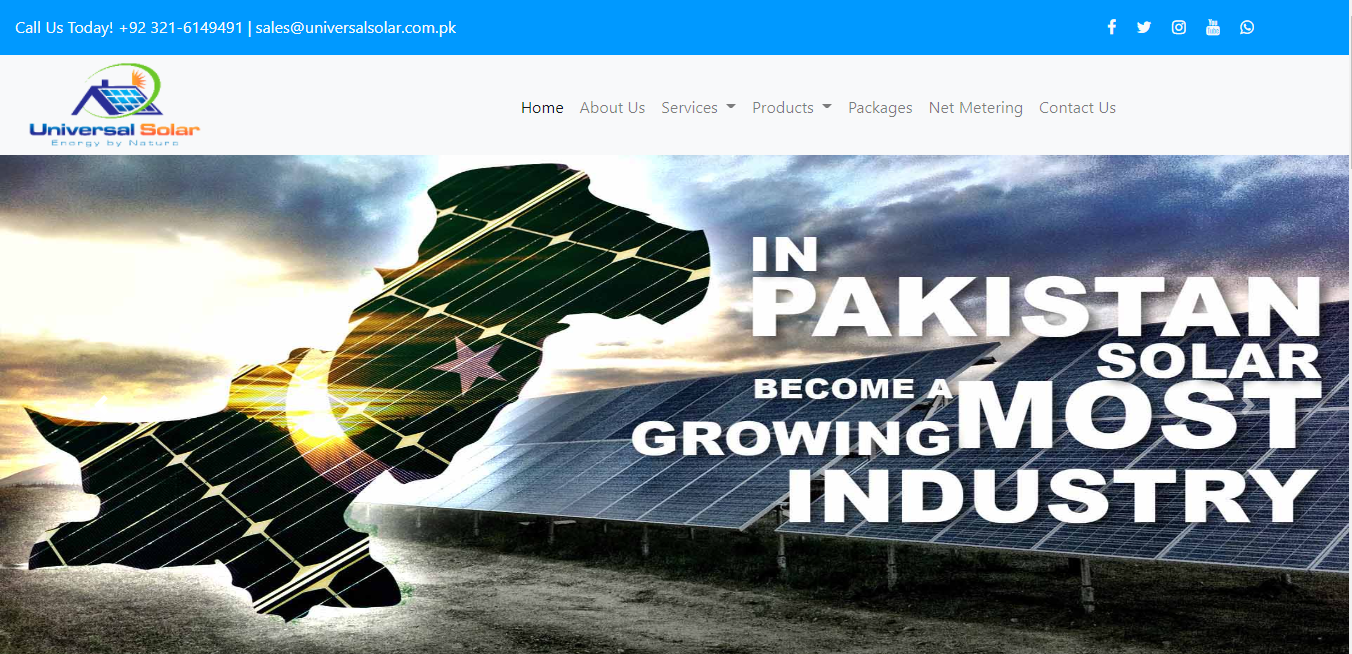 Call Us Today! +92 321-6149491 | sales@universalsolar.com.pk
Universal Solar
Energy by Nature
Home About Us Services Products Packages Net Metering Contact Us
IN
PAKISTAN
SOLAR
BECOME A MOST
GROWING
INDUSTRY